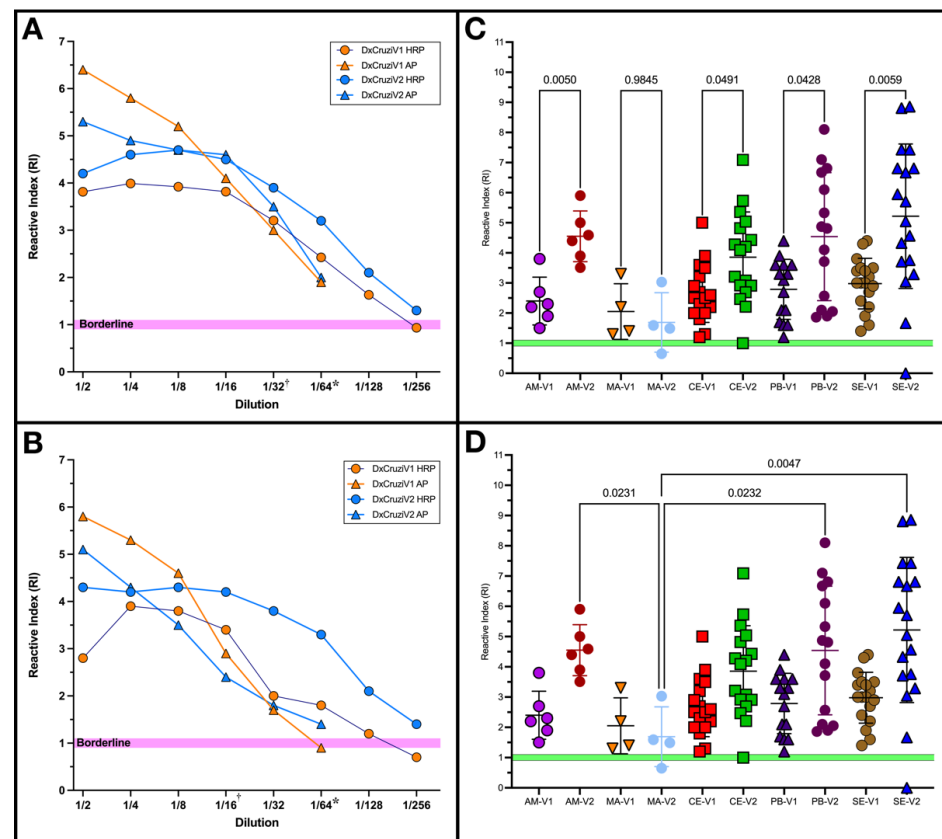 A
7
6
5
4
3
2
1
0
Reactive Index (RI)
DxCruziV1 HRP
DxCruziV1 AP
DxCruziV2 HRP
DxCruziV2 AP
Borderline
1/2 1/4 1/8 1/16 1/32† 1/64* 1/128 1/256
Dilution
C
11
10
9
8
7
6
5
4
3
2
1
0
Reactive Index (RI)
0.0050 0.9845 0.0491 0.0428 0.0059
AM-V1 AM-V2 MA-V1 MA-V2 CE-V1 CE-V2 PB-V1 PB-V2 SE-V1 SE-V2
B
7
6
5
4
3
2
1
0
Reactive Index (RI)
DxCruziV1 HRP
DxCruziV1 AP
DxCruziV2 HRP
DxCruziV2 AP
Borderline
1/2 1/4 1/8 1/16† 1/32 1/64* 1/128 1/256
Dilution
D
11
10
9
8
7
6
5
4
3
2
1
0
Reactive Index (RI)
0.0047
0.0231 0.0232
AM-V1 AM-V2 MA-V1 MA-V2 CE-V1 CE-V2 PB-V1 PB-V2 SE-V1 SE-V2